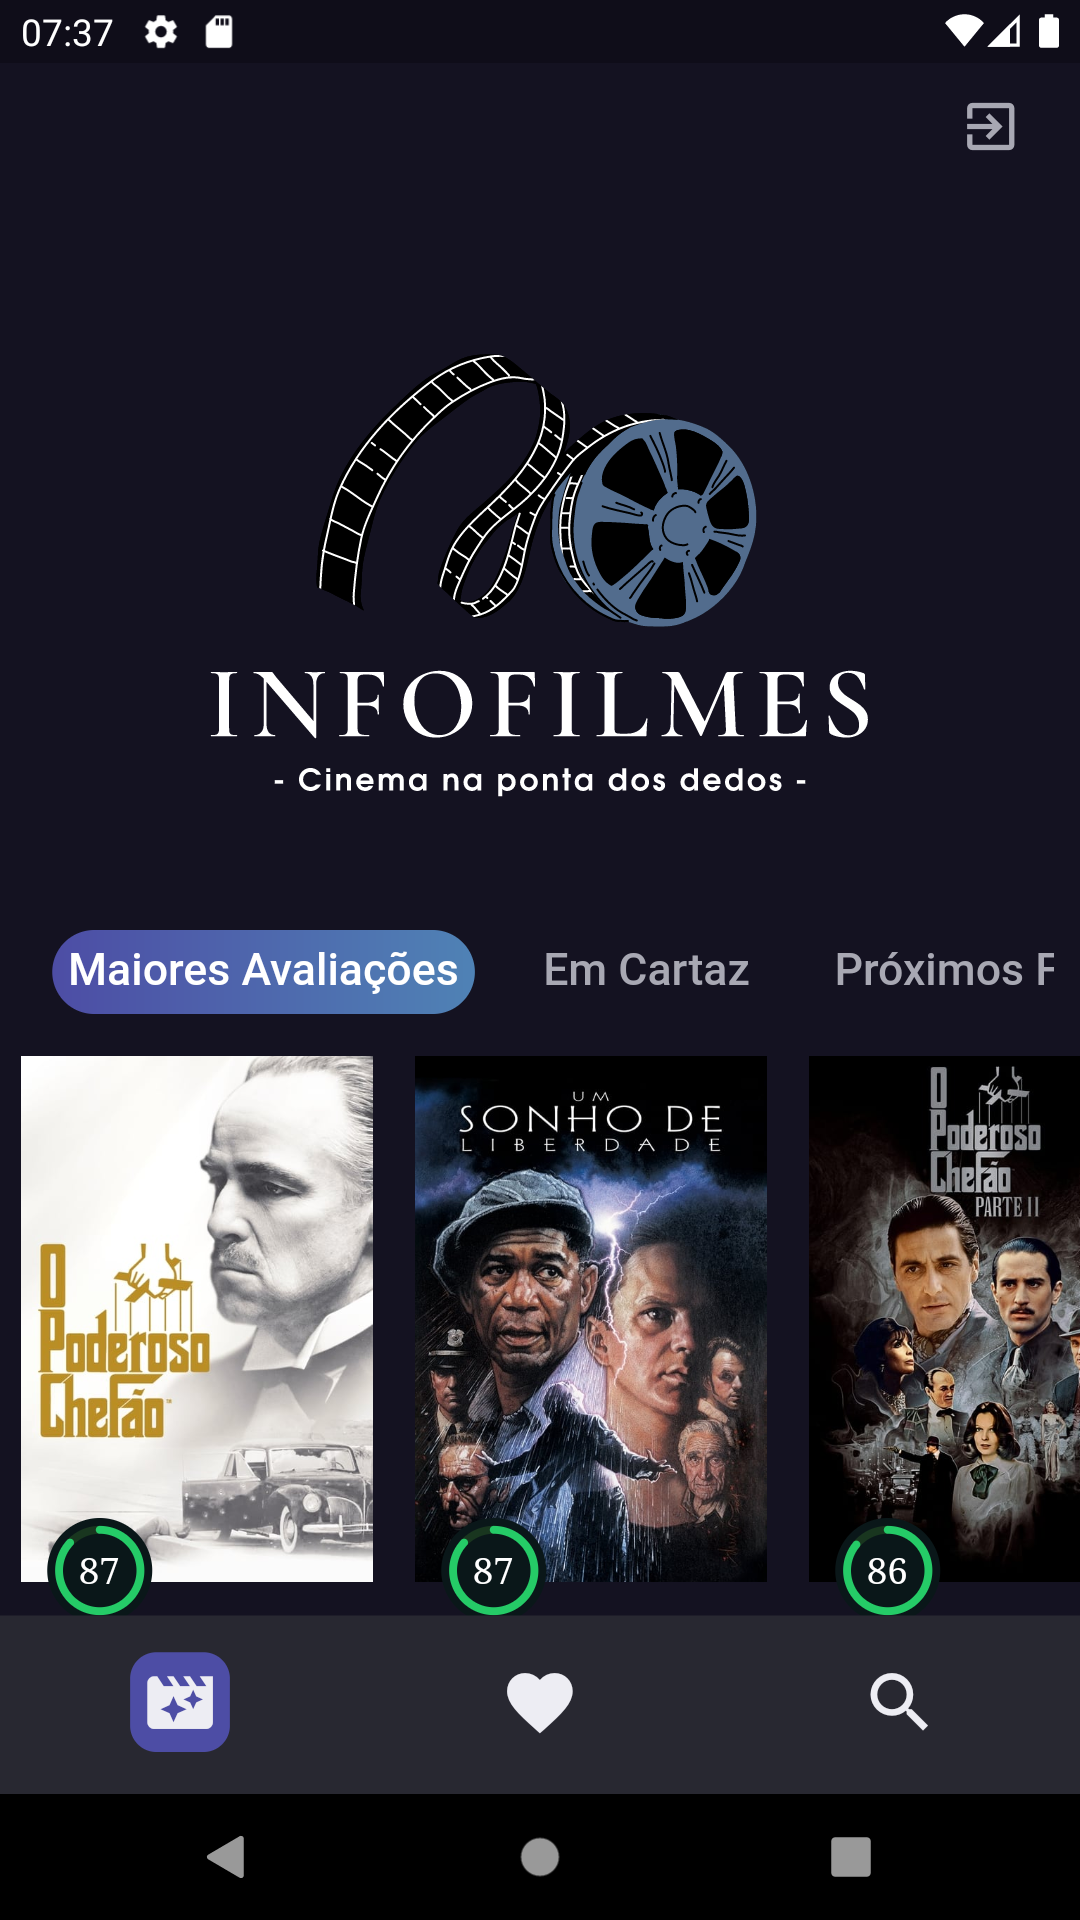 07:37
INFOFILMES
- Cinema na ponta dos dedos -
Maiores Avaliações
Em Cartaz
Próximos F
O
Poderoso
Chefão
UM
SONHO DE
LIBERDADE
O
Poderoso
Chefão
PARTE II
87
87
86